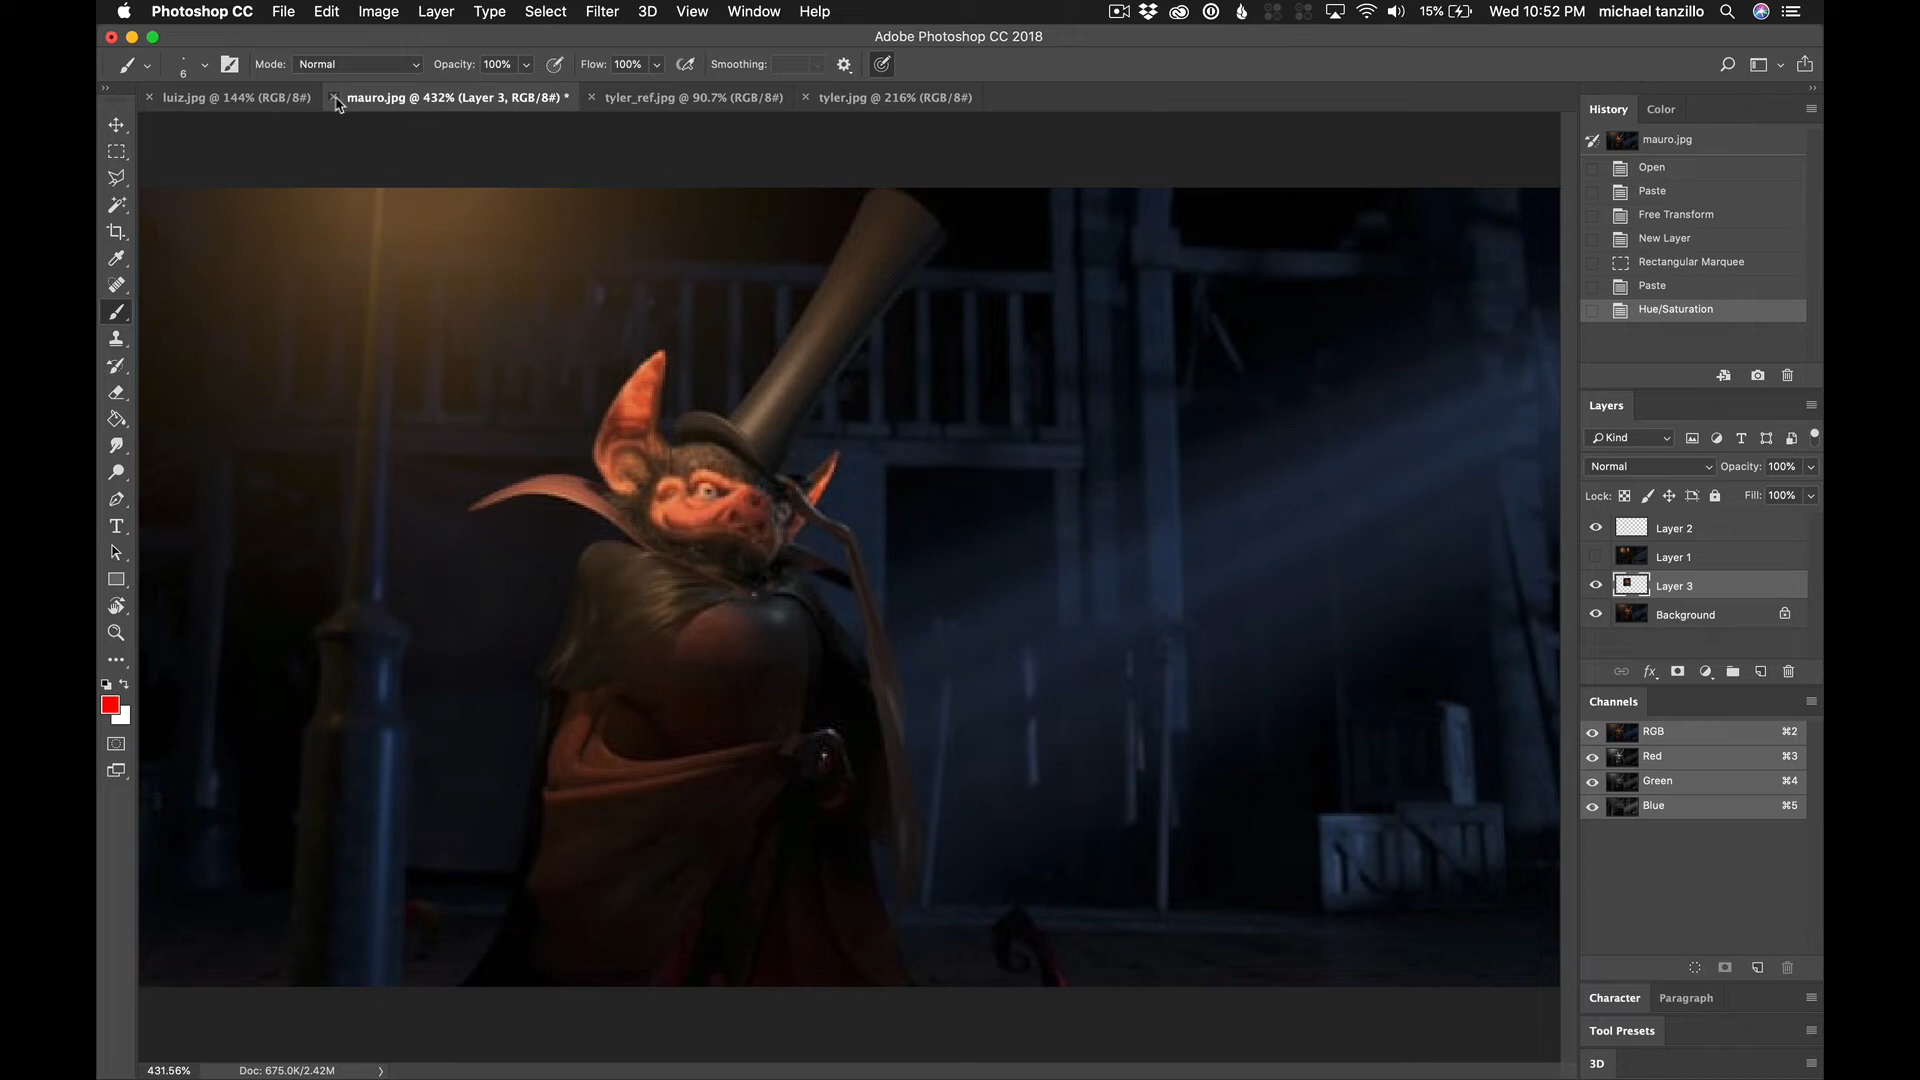 Photoshop CC File Edit Image Layer Type Select Filter 3D View Window Help 15% Wed 10:52 PM michael tanzillo
Adobe Photoshop CC 2018
6 Mode: Normal Opacity: 100% Flow: 100% Smoothing:
luiz.jpg @ 144% (RGB/8#) mauro.jpg @ 432% (Layer 3, RGB/8#) * tyler_ref.jpg @ 90.7% (RGB/8#) tyler.jpg @ 216% (RGB/8#)
History Color
mauro.jpg
Open
Paste
Free Transform
New Layer
Rectangular Marquee
Paste
Hue/Saturation
Layers
Kind
Normal Opacity: 100%
Lock: Fill: 100%
Layer 2
Layer 1
Layer 3
Background
Channels
RGB ⌘2
Red ⌘3
Green ⌘4
Blue ⌘5
Character Paragraph
Tool Presets
3D
431.56% Doc: 675.0K/2.42M